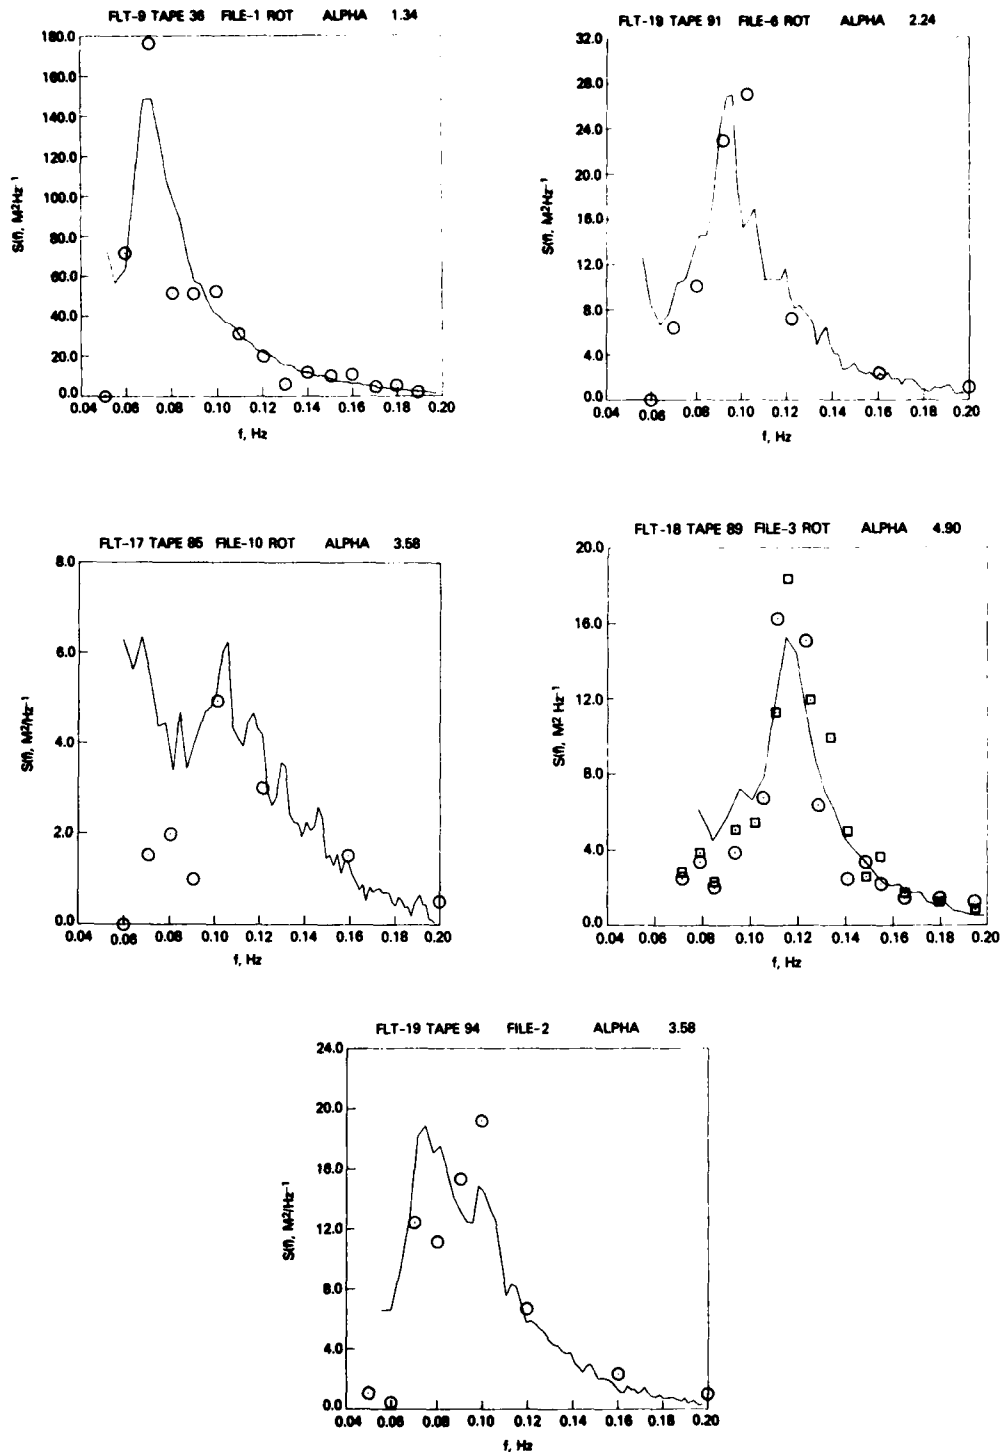 FLT-9 TAPE 36 FILE-1 ROT ALPHA 1.34
180.0
160.0
140.0
120.0
100.0
80.0
60.0
40.0
20.0
0.0
S(f), M²Hz⁻¹
0.04 0.06 0.08 0.10 0.12 0.14 0.16 0.18 0.20
f, Hz
FLT-19 TAPE 91 FILE-6 ROT ALPHA 2.24
32.0
28.0
24.0
20.0
16.0
12.0
8.0
4.0
0.0
S(f), M²Hz⁻¹
0.04 0.06 0.08 0.10 0.12 0.14 0.16 0.18 0.20
f, Hz
FLT-17 TAPE 85 FILE-10 ROT ALPHA 3.58
8.0
6.0
4.0
2.0
0.0
S(f), M²/Hz⁻¹
0.04 0.06 0.08 0.10 0.12 0.14 0.16 0.18 0.20
f, Hz
FLT-18 TAPE 89 FILE-3 ROT ALPHA 4.90
20.0
16.0
12.0
8.0
4.0
0.0
S(f), M² Hz⁻¹
0.04 0.06 0.08 0.10 0.12 0.14 0.16 0.18 0.20
f, Hz
FLT-19 TAPE 94 FILE-2 ALPHA 3.58
24.0
20.0
16.0
12.0
8.0
4.0
0.0
S(f), M²/Hz⁻¹
0.04 0.06 0.08 0.10 0.12 0.14 0.16 0.18 0.20
f, Hz